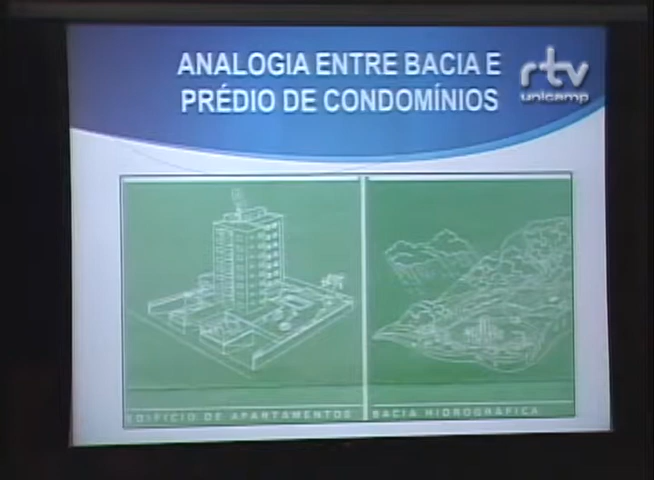 ANALOGIA ENTRE BACIA E
PRÉDIO DE CONDOMÍNIOS
rtv
unicamp
EDIFÍCIO DE APARTAMENTOS
BACIA HIDROGRÁFICA